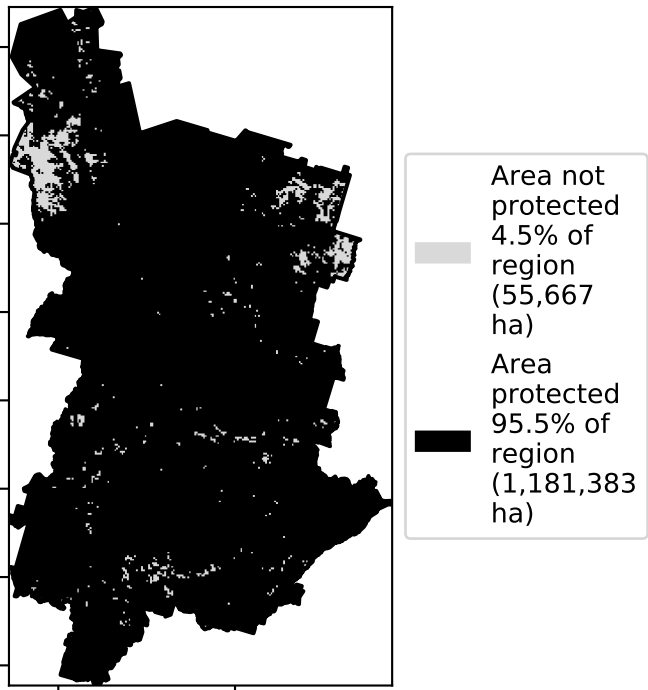 Area not
protected
4.5% of
region
(55,667
ha)
Area
protected
95.5% of
region
(1,181,383
ha)